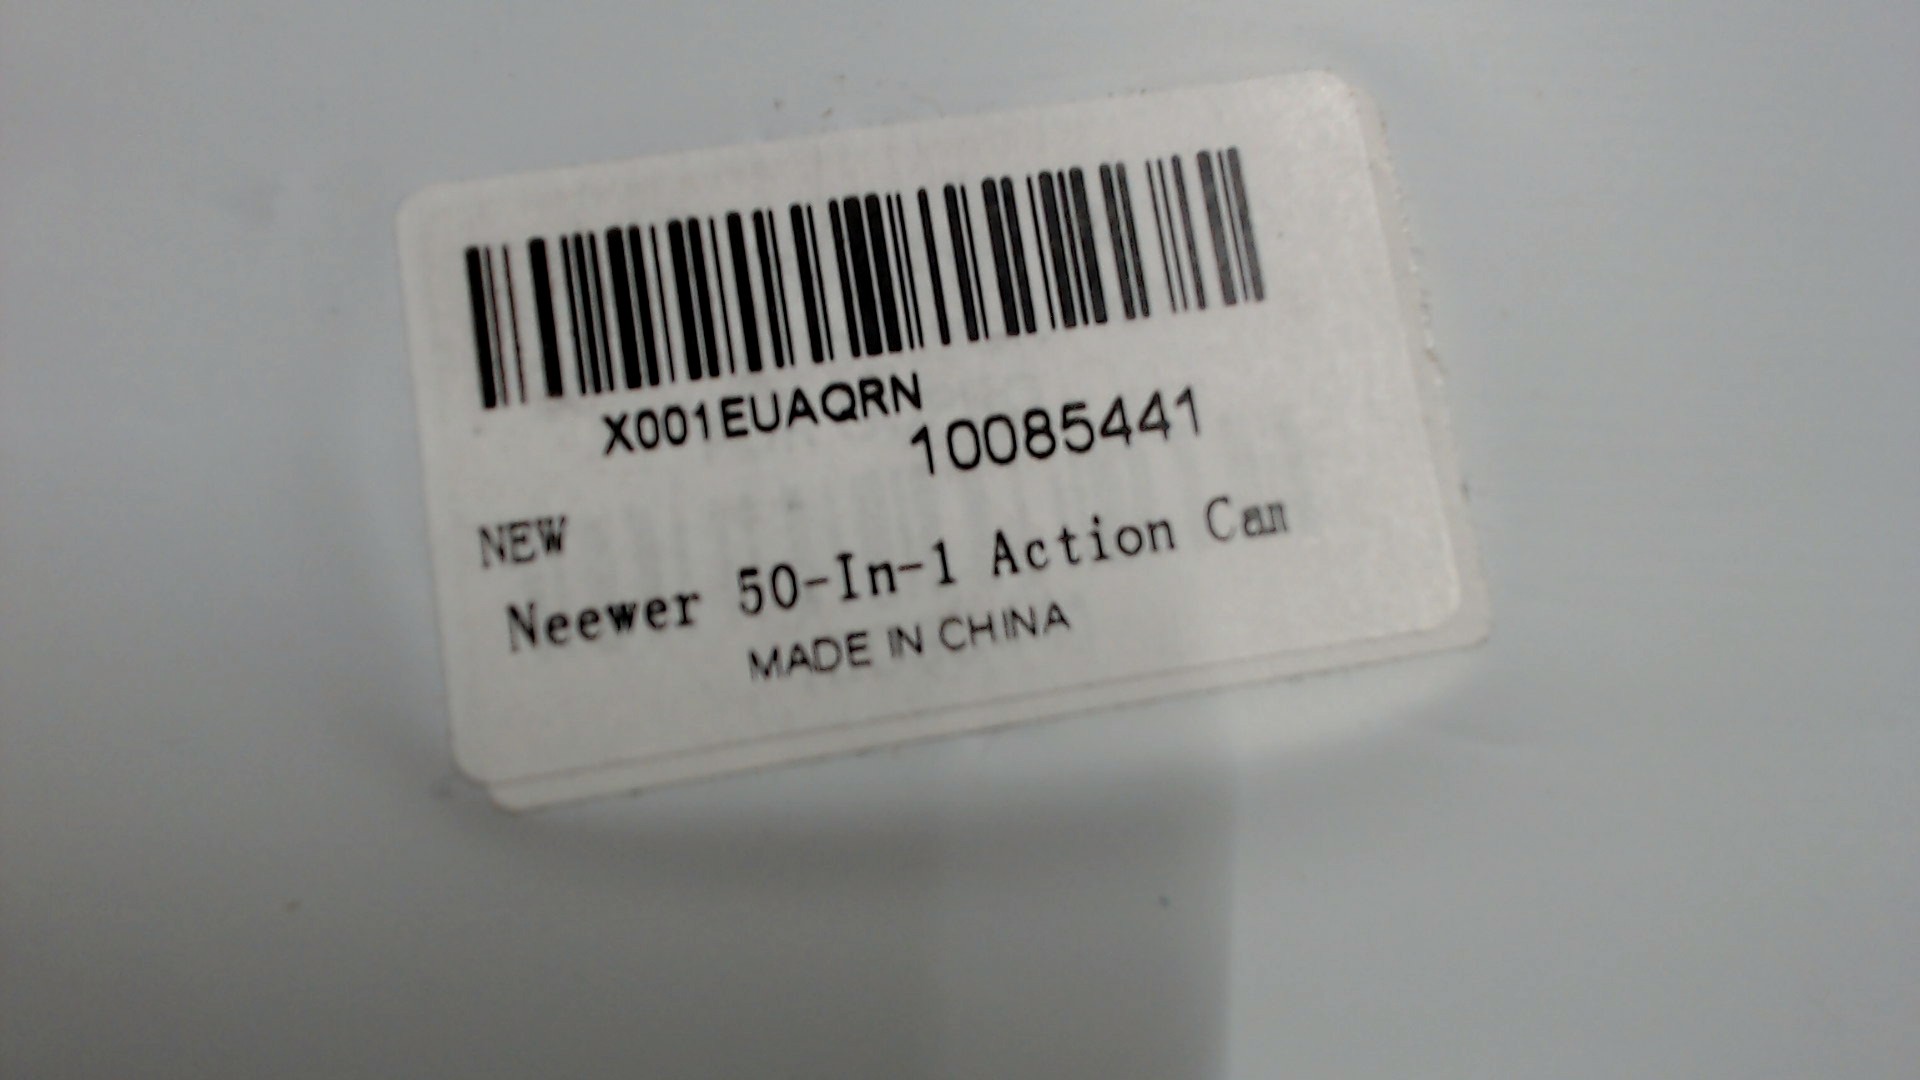 X001EUAQRN
10085441
NEW
Neewer 50-In-1 Action Cam
MADE IN CHINA